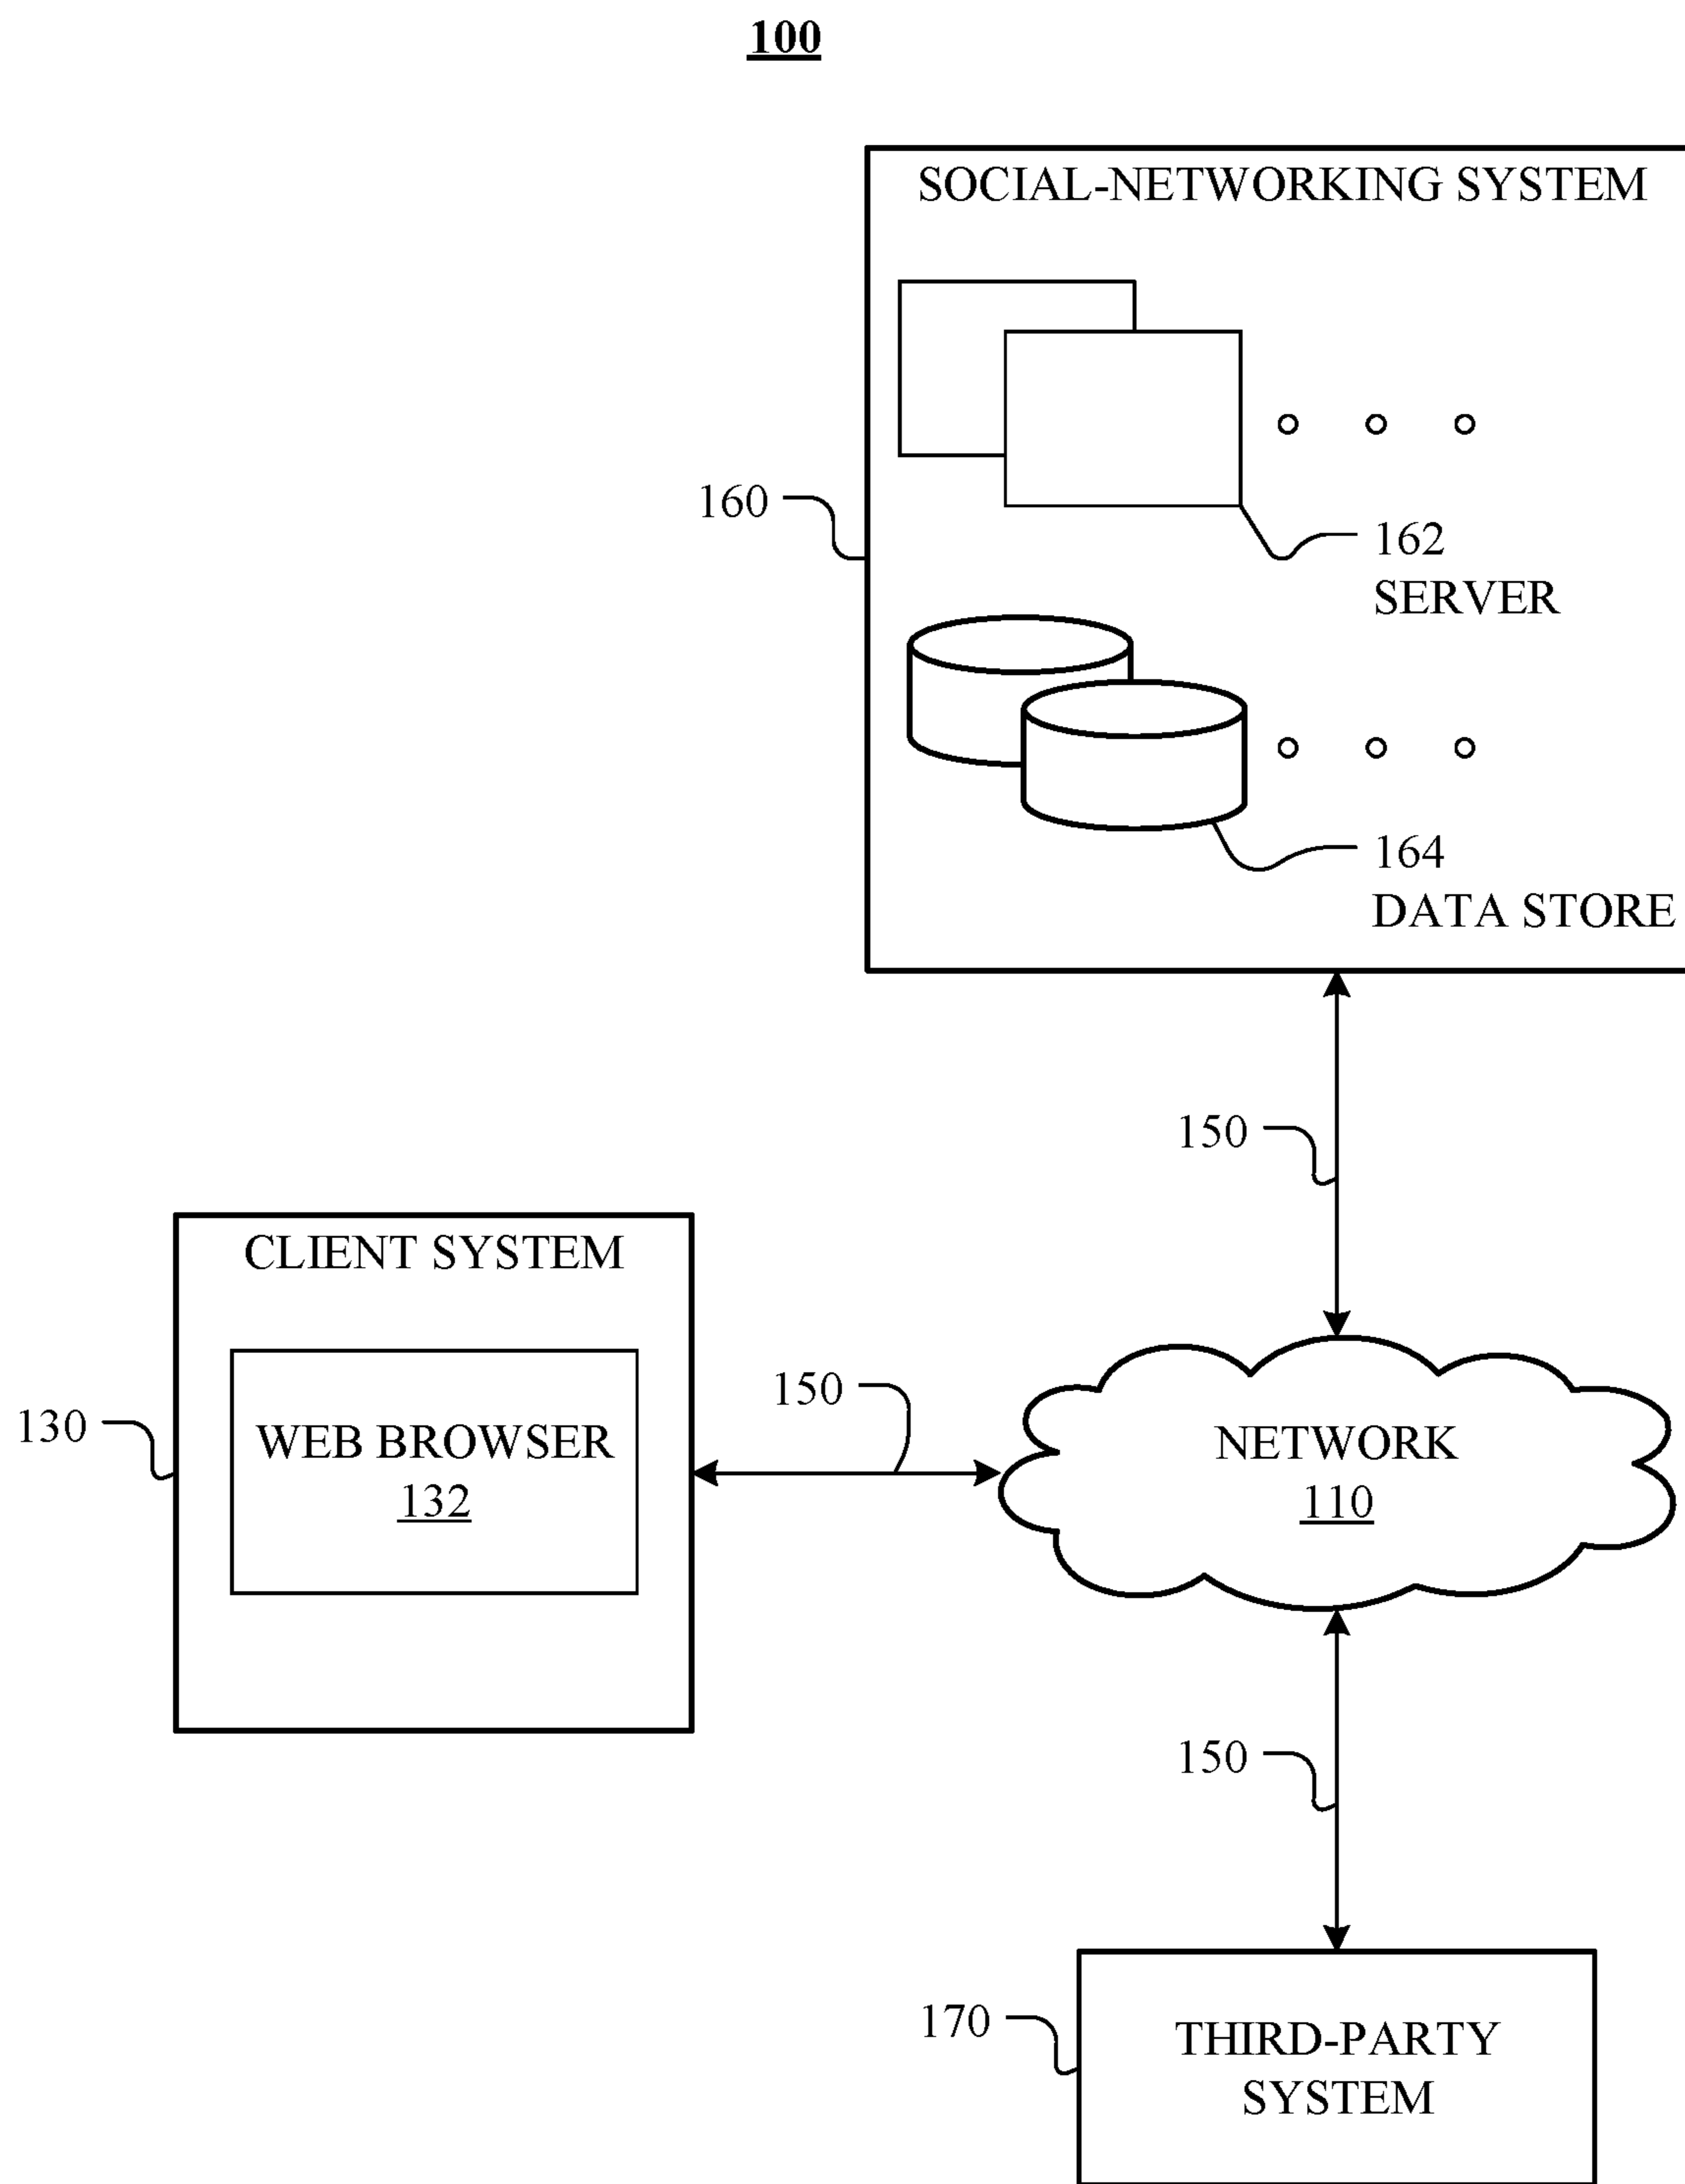 100
SOCIAL-NETWORKING SYSTEM
160
162
SERVER
164
DATA STORE
150
CLIENT SYSTEM
130
WEB BROWSER
132
150
NETWORK
110
150
170
THIRD-PARTY
SYSTEM